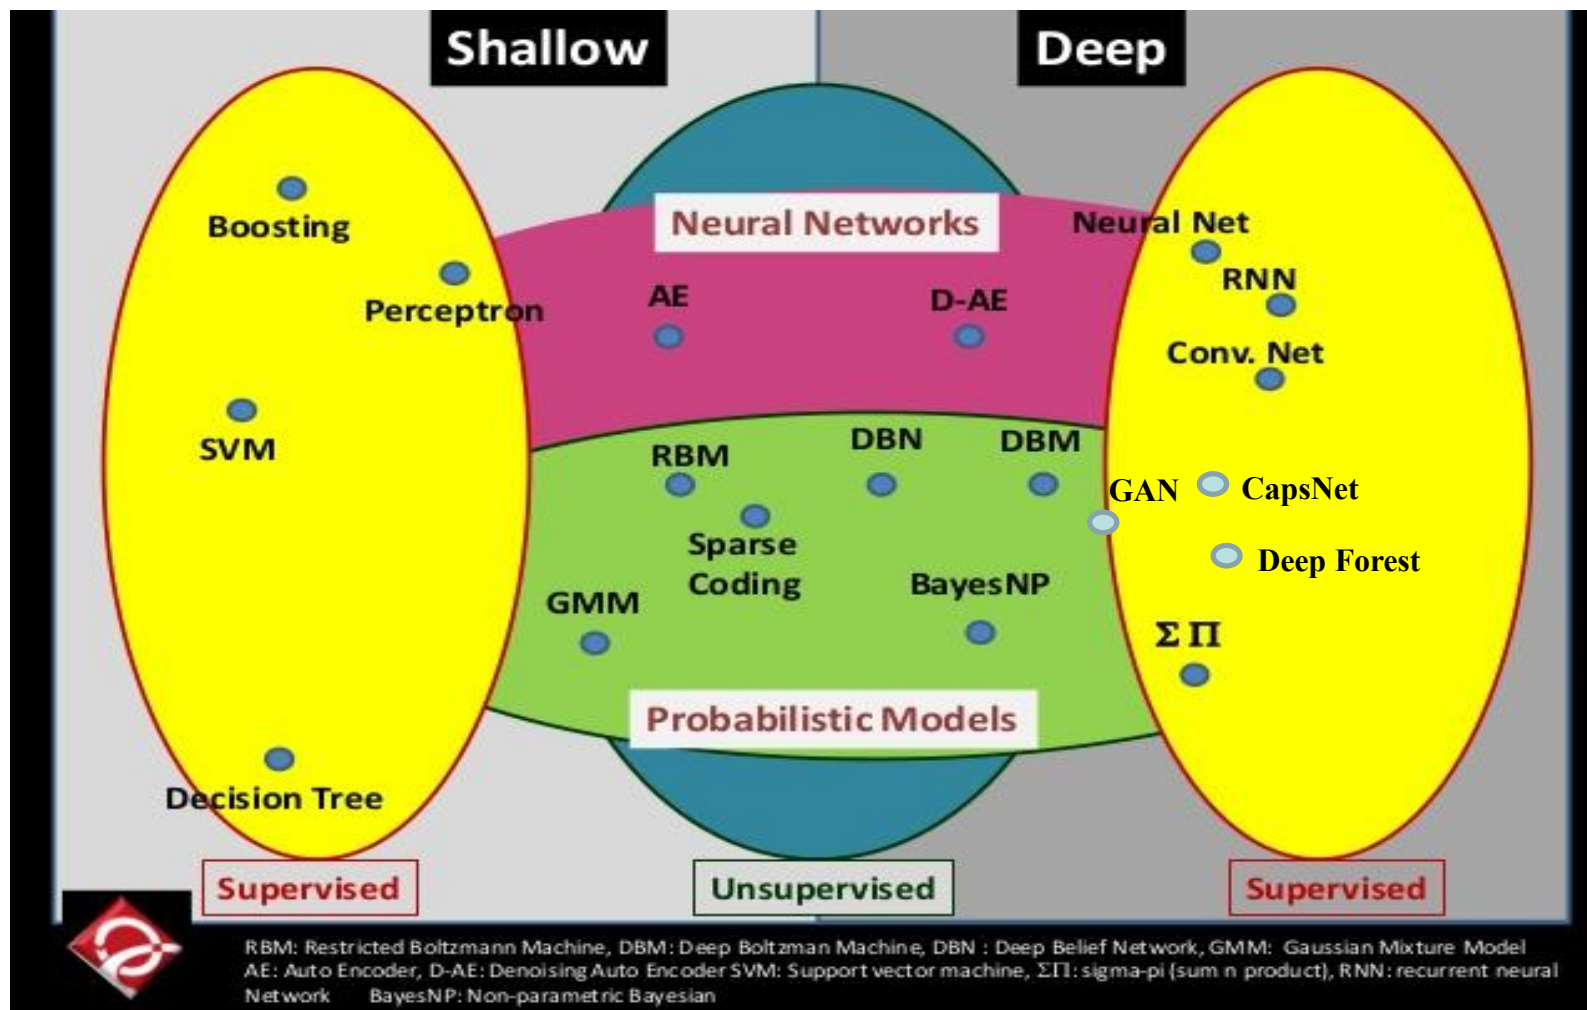 Shallow
Deep
Boosting
Perceptron
SVM
Decision Tree
Neural Networks
AE
D-AE
RBM
DBN
DBM
Sparse
Coding
GMM
BayesNP
Probabilistic Models
Neural Net
RNN
Conv. Net
GAN
CapsNet
Deep Forest
Σ Π
Supervised
Unsupervised
Supervised
RBM: Restricted Boltzmann Machine, DBM: Deep Boltzman Machine, DBN : Deep Belief Network, GMM: Gaussian Mixture Model
AE: Auto Encoder, D-AE: Denoising Auto Encoder SVM: Support vector machine, ΣΠ: sigma-pi (sum n product), RNN: recurrent neural
Network BayesNP: Non-parametric Bayesian